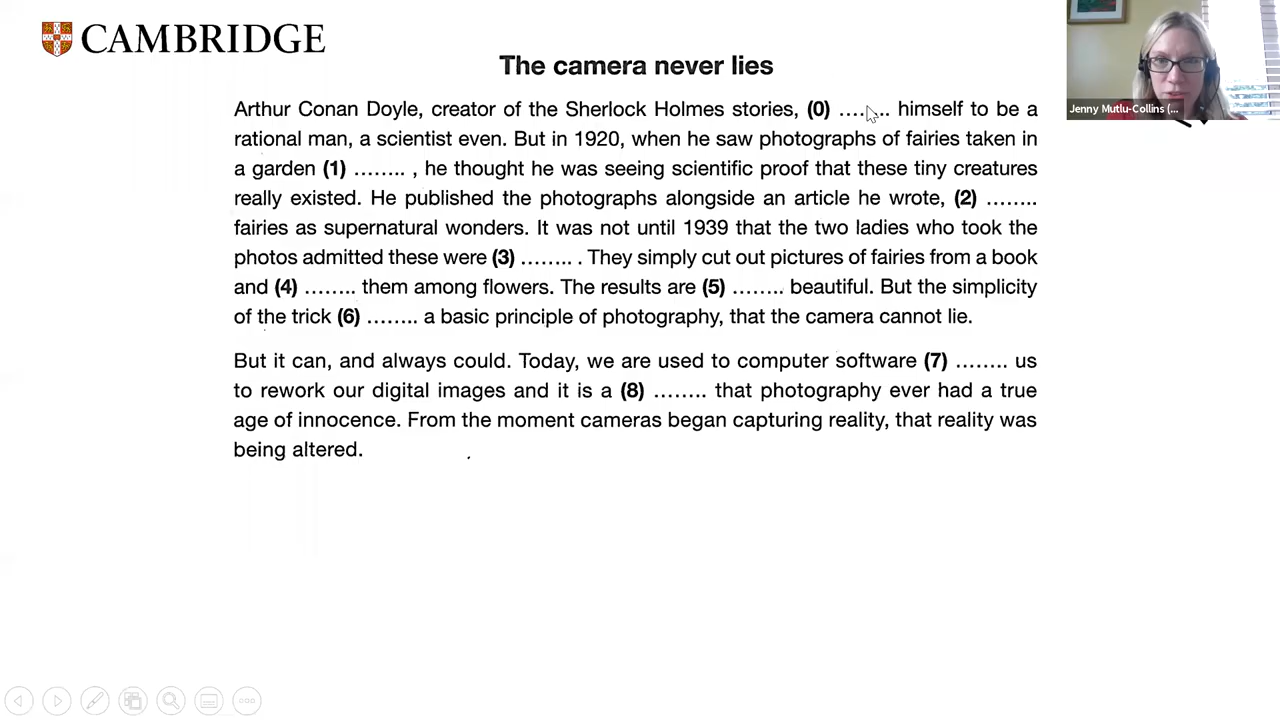 CAMBRIDGE
The camera never lies
Arthur Conan Doyle, creator of the Sherlock Holmes stories, (0) ........ himself to be a
rational man, a scientist even. But in 1920, when he saw photographs of fairies taken in
a garden (1) ........ , he thought he was seeing scientific proof that these tiny creatures
really existed. He published the photographs alongside an article he wrote, (2) ........
fairies as supernatural wonders. It was not until 1939 that the two ladies who took the
photos admitted these were (3) ........ . They simply cut out pictures of fairies from a book
and (4) ........ them among flowers. The results are (5) ........ beautiful. But the simplicity
of the trick (6) ........ a basic principle of photography, that the camera cannot lie.
But it can, and always could. Today, we are used to computer software (7) ........ us
to rework our digital images and it is a (8) ........ that photography ever had a true
age of innocence. From the moment cameras began capturing reality, that reality was
being altered.
Jenny Mutlu-Collins (...